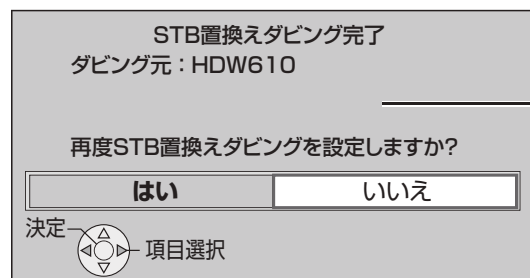 STB置換えダビング完了
ダビング元：HDW610
再度STB置換えダビングを設定しますか?
はい いいえ
決定
項目選択